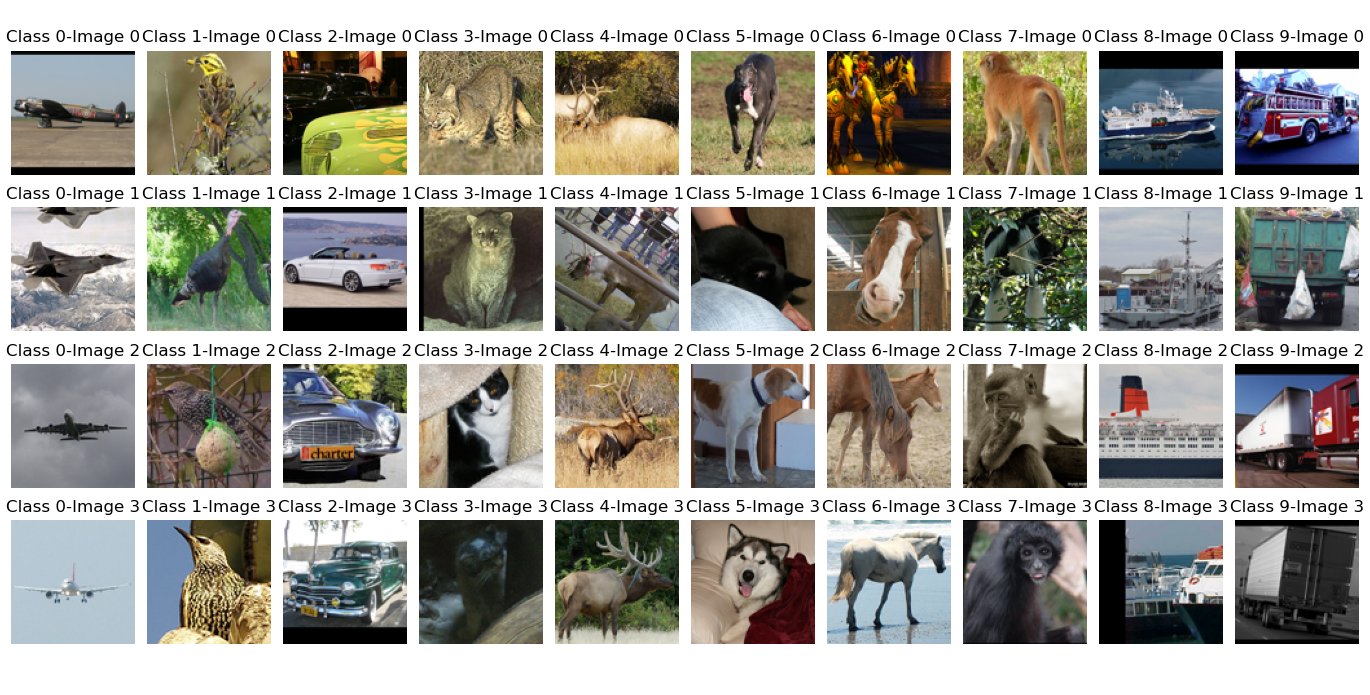 Class 0-Image 0 Class 1-Image 0 Class 2-Image 0 Class 3-Image 0 Class 4-Image 0 Class 5-Image 0 Class 6-Image 0 Class 7-Image 0 Class 8-Image 0 Class 9-Image 0
Class 0-Image 1 Class 1-Image 1 Class 2-Image 1 Class 3-Image 1 Class 4-Image 1 Class 5-Image 1 Class 6-Image 1 Class 7-Image 1 Class 8-Image 1 Class 9-Image 1
Class 0-Image 2 Class 1-Image 2 Class 2-Image 2 Class 3-Image 2 Class 4-Image 2 Class 5-Image 2 Class 6-Image 2 Class 7-Image 2 Class 8-Image 2 Class 9-Image 2
charter
Class 0-Image 3 Class 1-Image 3 Class 2-Image 3 Class 3-Image 3 Class 4-Image 3 Class 5-Image 3 Class 6-Image 3 Class 7-Image 3 Class 8-Image 3 Class 9-Image 3